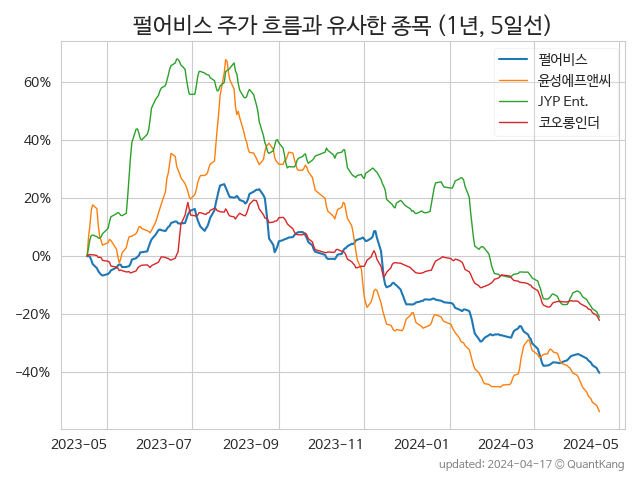 펄어비스 주가 흐름과 유사한 종목 (1년, 5일선)
펄어비스
윤성에프앤씨
JYP Ent.
코오롱인더
60%
40%
20%
0%
−20%
−40%
2023-05 2023-07 2023-09 2023-11 2024-01 2024-03 2024-05
updated: 2024-04-17 © QuantKang